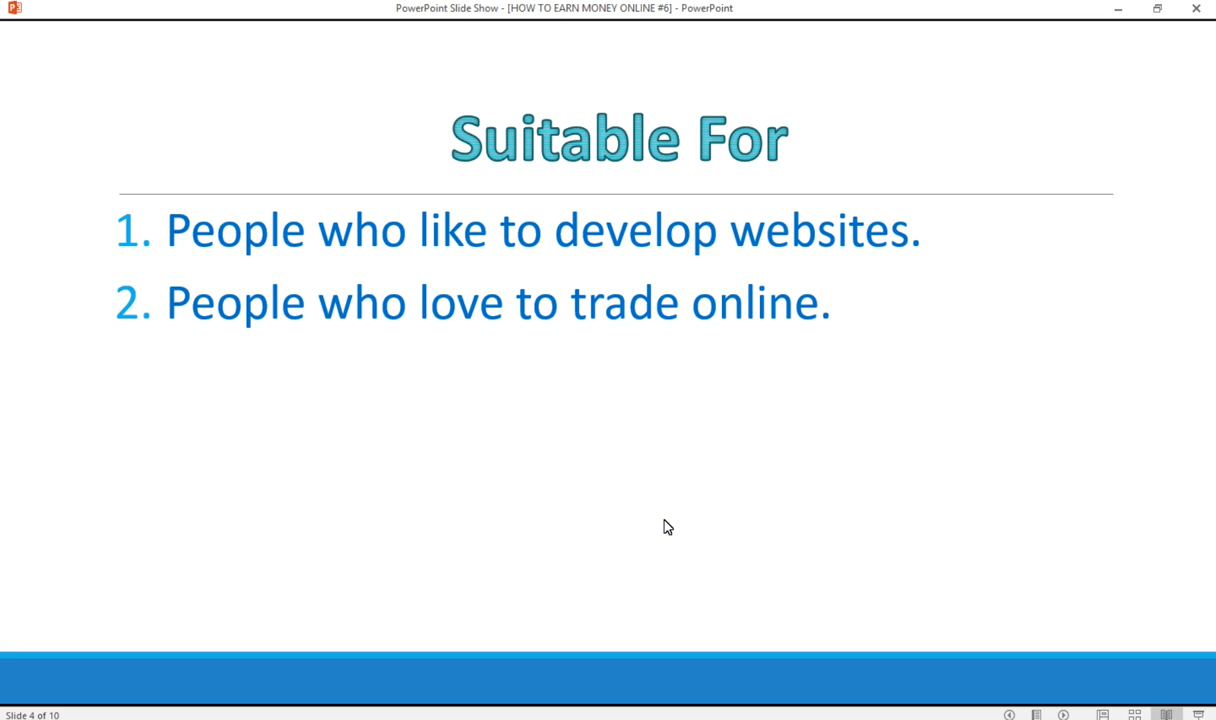 PowerPoint Slide Show - [HOW TO EARN MONEY ONLINE #6] - PowerPoint
Suitable For
1. People who like to develop websites.
2. People who love to trade online.
Slide 4 of 10